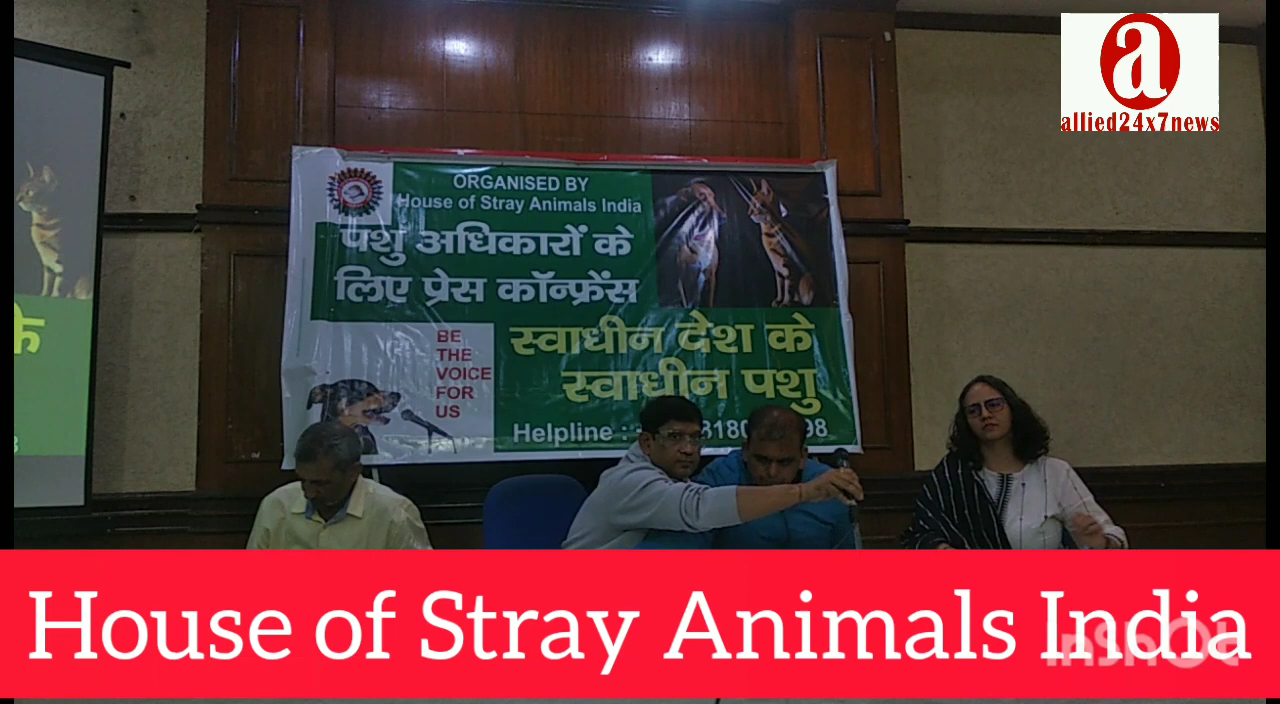 a
allied24x7news
ORGANISED BY
House of Stray Animals India
पशु अधिकारों के
लिए प्रेस कॉन्फ्रेंस
BE
THE
VOICE
FOR
US
स्वाधीन देश के
स्वाधीन पशु
Helpline :
के
House of Stray Animals India
InShOt